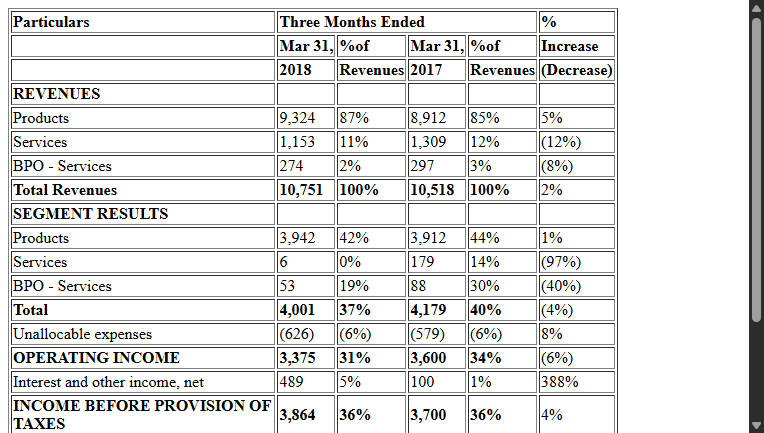 Particulars Three Months Ended %
Mar 31, %of Mar 31, %of Increase
2018 Revenues 2017 Revenues (Decrease)
REVENUES
Products 9,324 87% 8,912 85% 5%
Services 1,153 11% 1,309 12% (12%)
BPO - Services 274 2% 297 3% (8%)
Total Revenues 10,751 100% 10,518 100% 2%
SEGMENT RESULTS
Products 3,942 42% 3,912 44% 1%
Services 6 0% 179 14% (97%)
BPO - Services 53 19% 88 30% (40%)
Total 4,001 37% 4,179 40% (4%)
Unallocable expenses (626) (6%) (579) (6%) 8%
OPERATING INCOME 3,375 31% 3,600 34% (6%)
Interest and other income, net 489 5% 100 1% 388%
INCOME BEFORE PROVISION OF
TAXES 3,864 36% 3,700 36% 4%